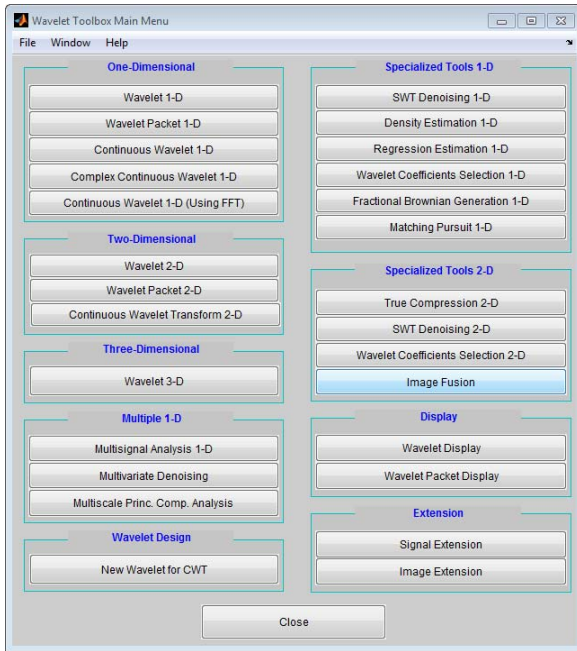 Wavelet Toolbox Main Menu
File Window Help
One-Dimensional
Wavelet 1-D
Wavelet Packet 1-D
Continuous Wavelet 1-D
Complex Continuous Wavelet 1-D
Continuous Wavelet 1-D (Using FFT)
Two-Dimensional
Wavelet 2-D
Wavelet Packet 2-D
Continuous Wavelet Transform 2-D
Three-Dimensional
Wavelet 3-D
Multiple 1-D
Multisignal Analysis 1-D
Multivariate Denoising
Multiscale Princ. Comp. Analysis
Wavelet Design
New Wavelet for CWT
Specialized Tools 1-D
SWT Denoising 1-D
Density Estimation 1-D
Regression Estimation 1-D
Wavelet Coefficients Selection 1-D
Fractional Brownian Generation 1-D
Matching Pursuit 1-D
Specialized Tools 2-D
True Compression 2-D
SWT Denoising 2-D
Wavelet Coefficients Selection 2-D
Image Fusion
Display
Wavelet Display
Wavelet Packet Display
Extension
Signal Extension
Image Extension
Close